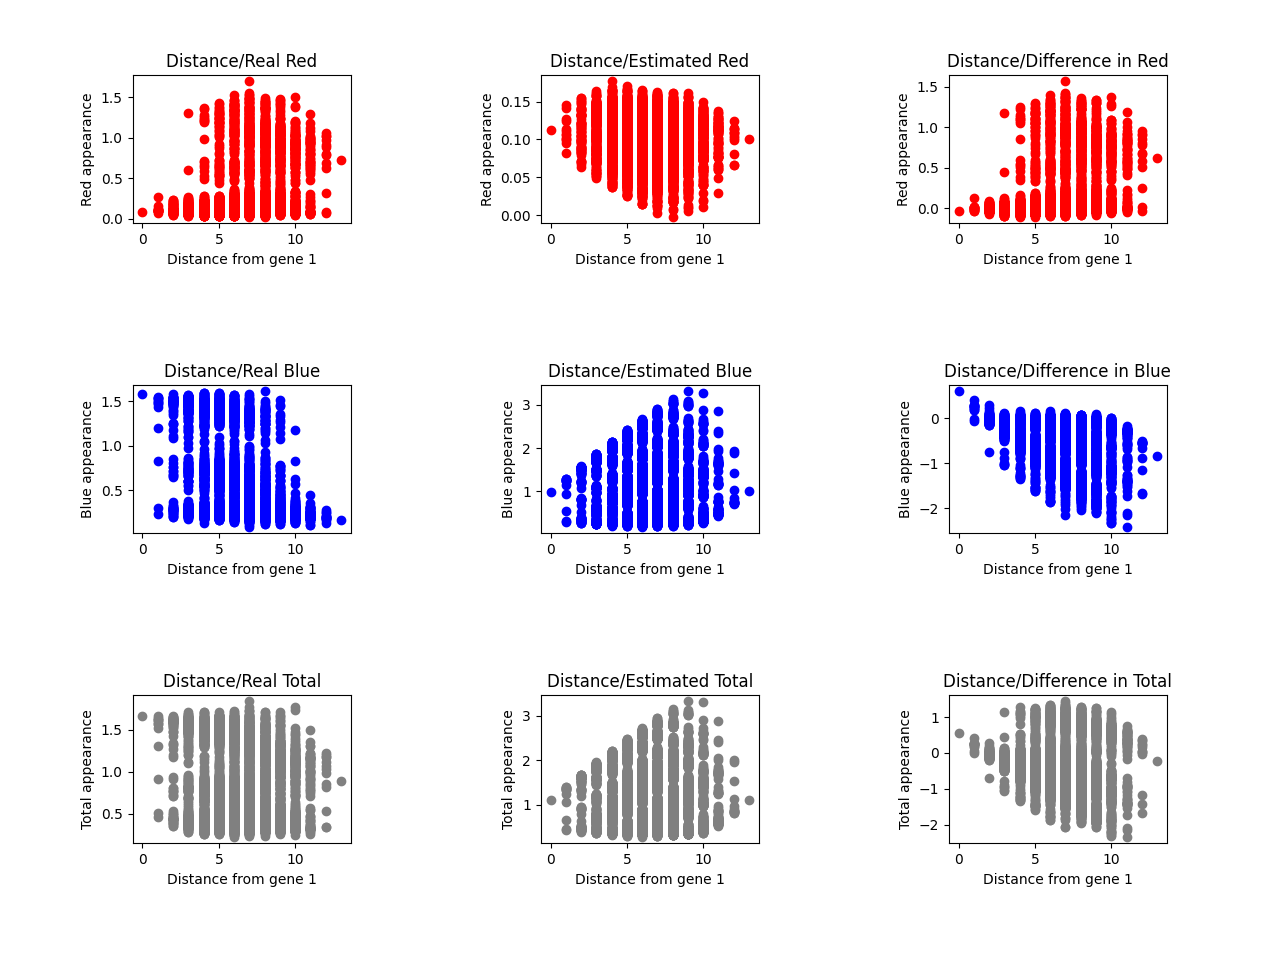 Distance/Real Red
Distance/Estimated Red
Distance/Difference in Red
Red appearance
1.5
1.0
0.5
0.0
0 5 10
Distance from gene 1
Red appearance
0.15
0.10
0.05
0.00
0 5 10
Distance from gene 1
Red appearance
1.5
1.0
0.5
0.0
0 5 10
Distance from gene 1
Distance/Real Blue
Distance/Estimated Blue
Distance/Difference in Blue
Blue appearance
1.5
1.0
0.5
0 5 10
Distance from gene 1
Blue appearance
3
2
1
0 5 10
Distance from gene 1
Blue appearance
0
−1
−2
0 5 10
Distance from gene 1
Distance/Real Total
Distance/Estimated Total
Distance/Difference in Total
Total appearance
1.5
1.0
0.5
0 5 10
Distance from gene 1
Total appearance
3
2
1
0 5 10
Distance from gene 1
Total appearance
1
0
−1
−2
0 5 10
Distance from gene 1